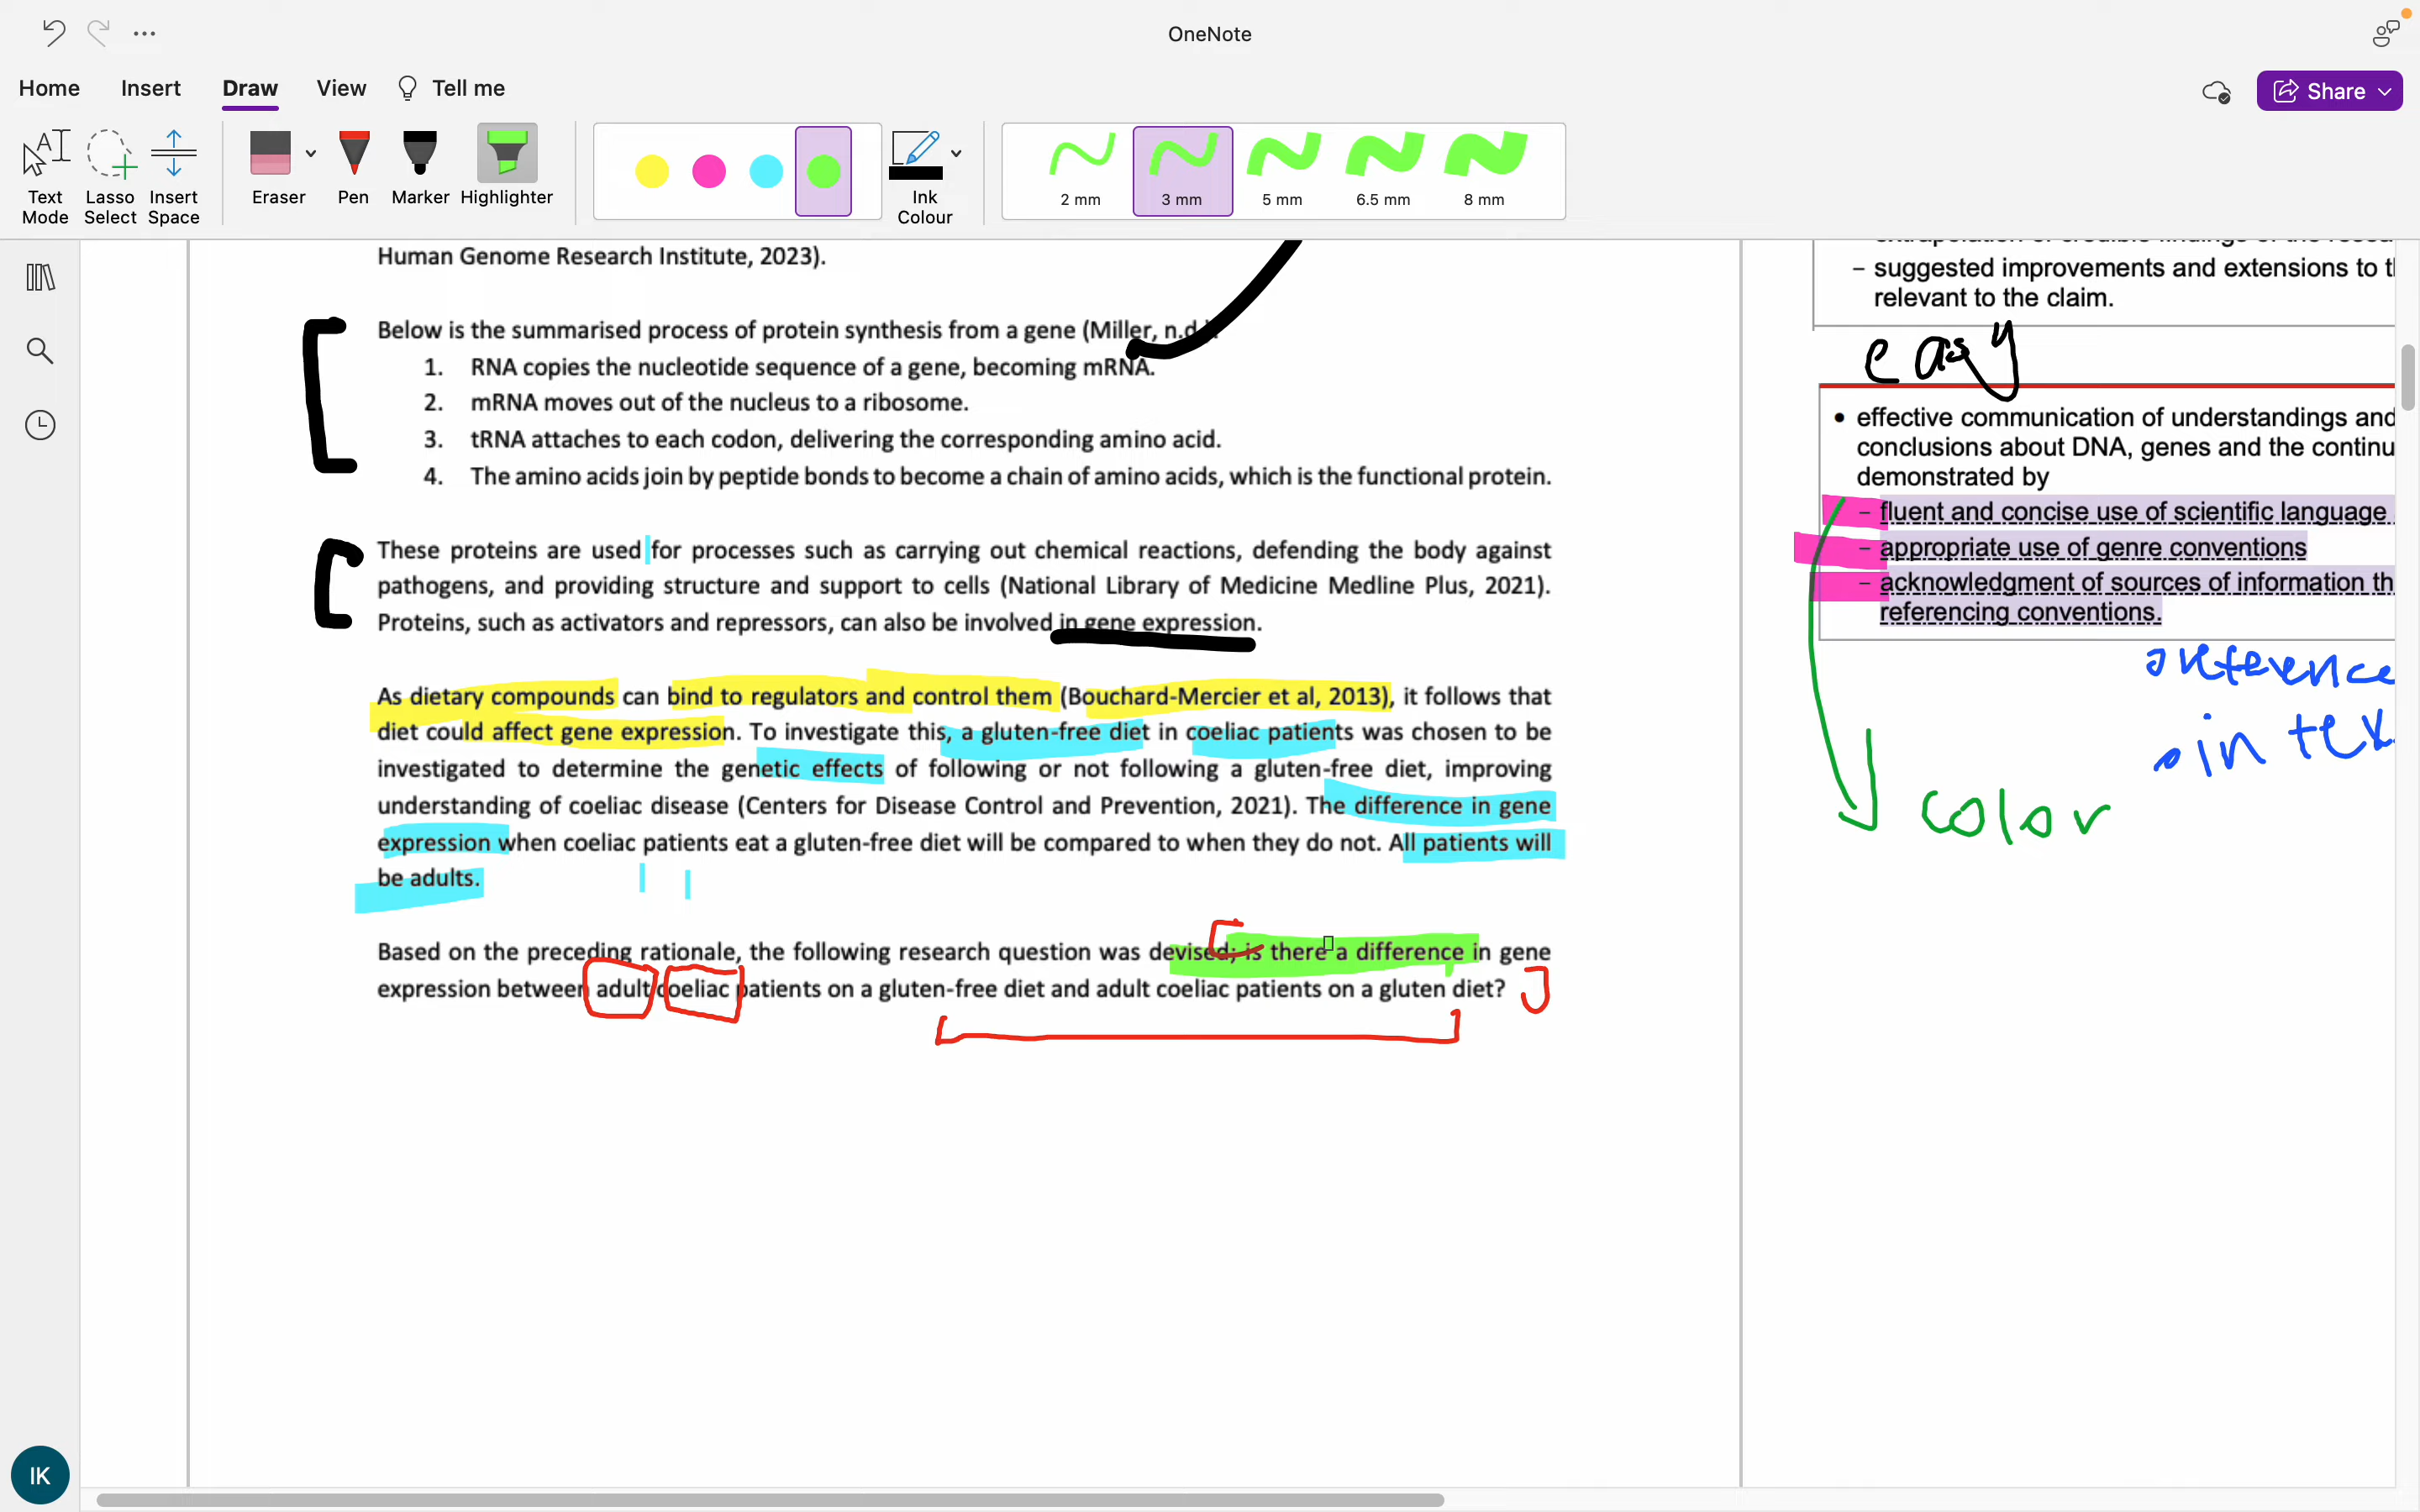 OneNote
Home Insert Draw View Tell me
Share
Text Mode
Lasso Select
Insert Space
Eraser
Pen
Marker
Highlighter
Ink Colour
2 mm
3 mm
5 mm
6.5 mm
8 mm
Human Genome Research Institute, 2023).
Below is the summarised process of protein synthesis from a gene (Miller, n.d.).
1. RNA copies the nucleotide sequence of a gene, becoming mRNA.
2. mRNA moves out of the nucleus to a ribosome.
3. tRNA attaches to each codon, delivering the corresponding amino acid.
4. The amino acids join by peptide bonds to become a chain of amino acids, which is the functional protein.
These proteins are used for processes such as carrying out chemical reactions, defending the body against
pathogens, and providing structure and support to cells (National Library of Medicine Medline Plus, 2021).
Proteins, such as activators and repressors, can also be involved in gene expression.
As dietary compounds can bind to regulators and control them (Bouchard-Mercier et al, 2013), it follows that
diet could affect gene expression. To investigate this, a gluten-free diet in coeliac patients was chosen to be
investigated to determine the genetic effects of following or not following a gluten-free diet, improving
understanding of coeliac disease (Centers for Disease Control and Prevention, 2021). The difference in gene
expression when coeliac patients eat a gluten-free diet will be compared to when they do not. All patients will
be adults.
Based on the preceding rationale, the following research question was devised; is there a difference in gene
expression between adult coeliac patients on a gluten-free diet and adult coeliac patients on a gluten diet?
– suggested improvements and extensions to t
relevant to the claim.
easy
• effective communication of understandings and
conclusions about DNA, genes and the continu
demonstrated by
– fluent and concise use of scientific language
– appropriate use of genre conventions
– acknowledgment of sources of information th
referencing conventions.
reference
in tex
color
IK